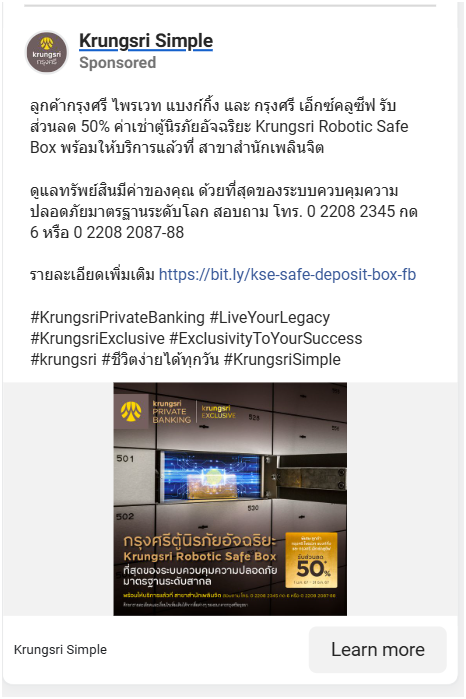 Krungsri Simple
Sponsored
krungsri
กรุงศรี
ลูกค้ากรุงศรี ไพรเวท แบงก์กิ้ง และ กรุงศรี เอ็กซ์คลูซีฟ รับ
ส่วนลด 50% ค่าเช่าตู้นิรภัยอัจฉริยะ Krungsri Robotic Safe
Box พร้อมให้บริการแล้วที่ สาขาสำนักเพลินจิต
ดูแลทรัพย์สินมีค่าของคุณ ด้วยที่สุดของระบบควบคุมความ
ปลอดภัยมาตรฐานระดับโลก สอบถาม โทร. 0 2208 2345 กด
6 หรือ 0 2208 2087-88
รายละเอียดเพิ่มเติม https://bit.ly/kse-safe-deposit-box-fb
#KrungsriPrivateBanking #LiveYourLegacy
#KrungsriExclusive #ExclusivityToYourSuccess
#krungsri #ชีวิตง่ายได้ทุกวัน #KrungsriSimple
krungsri
PRIVATE
BANKING
krungsri
EXCLUSIVE
501
502
530
กรุงศรีตู้นิรภัยอัจฉริยะ
Krungsri Robotic Safe Box
ที่สุดของระบบควบคุมความปลอดภัย
มาตรฐานระดับสากล
พร้อมให้บริการแล้วที่ สาขาสำนักเพลินจิต สอบถาม โทร. 0 2208 2345 กด 6 หรือ 0 2208 2087-88
รับส่วนลด
50%
Krungsri Simple
Learn more